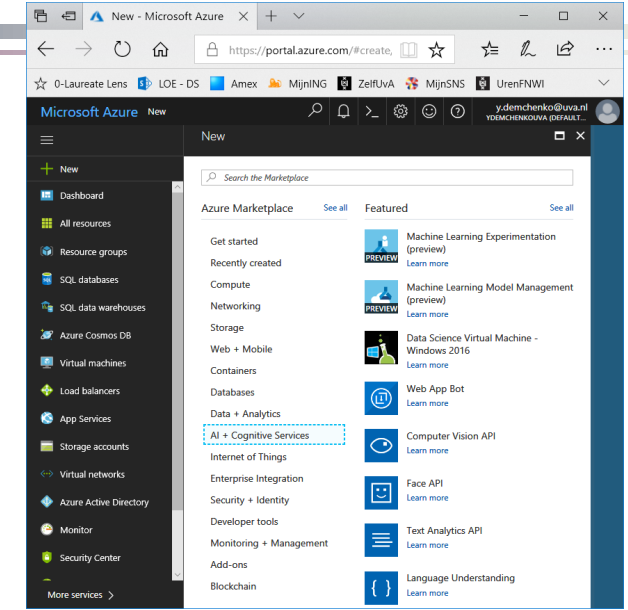 New - Microsoft Azure
https://portal.azure.com/#create,
0-Laureate Lens LOE - DS Amex MijnING ZelfUvA MijnSNS UrenFNWI
Microsoft Azure New
y.demchenko@uva.nl
YDEMCHENKOUVA (DEFAULT...
New
Search the Marketplace
New
Dashboard
All resources
Resource groups
SQL databases
SQL data warehouses
Azure Cosmos DB
Virtual machines
Load balancers
App Services
Storage accounts
Virtual networks
Azure Active Directory
Monitor
Security Center
More services
Azure Marketplace See all
Get started
Recently created
Compute
Networking
Storage
Web + Mobile
Containers
Databases
Data + Analytics
AI + Cognitive Services
Internet of Things
Enterprise Integration
Security + Identity
Developer tools
Monitoring + Management
Add-ons
Blockchain
Featured See all
PREVIEW
Machine Learning Experimentation
(preview)
Learn more
PREVIEW
Machine Learning Model Management
(preview)
Learn more
Data Science Virtual Machine -
Windows 2016
Learn more
Web App Bot
Learn more
Computer Vision API
Learn more
Face API
Learn more
Text Analytics API
Learn more
Language Understanding
Learn more